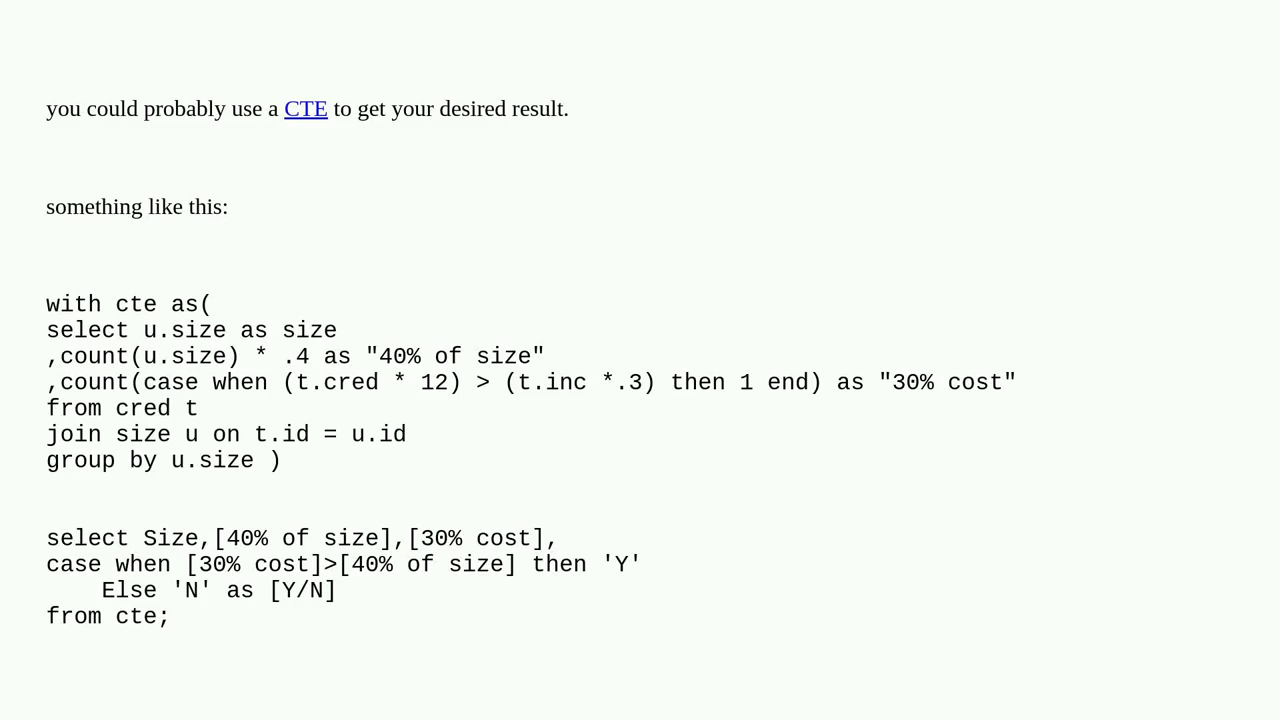 you could probably use a CTE to get your desired result.
something like this:
with cte as(
select u.size as size
,count(u.size) * .4 as "40% of size"
,count(case when (t.cred * 12) > (t.inc *.3) then 1 end) as "30% cost"
from cred t
join size u on t.id = u.id
group by u.size )
select Size,[40% of size],[30% cost],
case when [30% cost]>[40% of size] then 'Y'
    Else 'N' as [Y/N]
from cte;